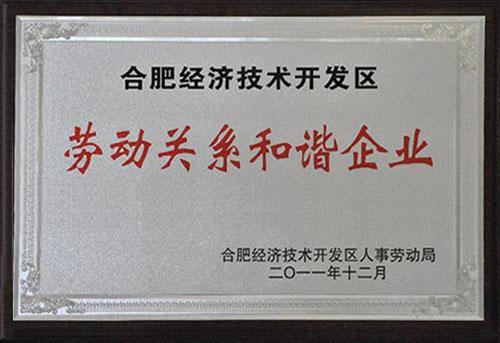 合肥经济技术开发区
劳动关系和谐企业
合肥经济技术开发区人事劳动局
二〇一一年十二月